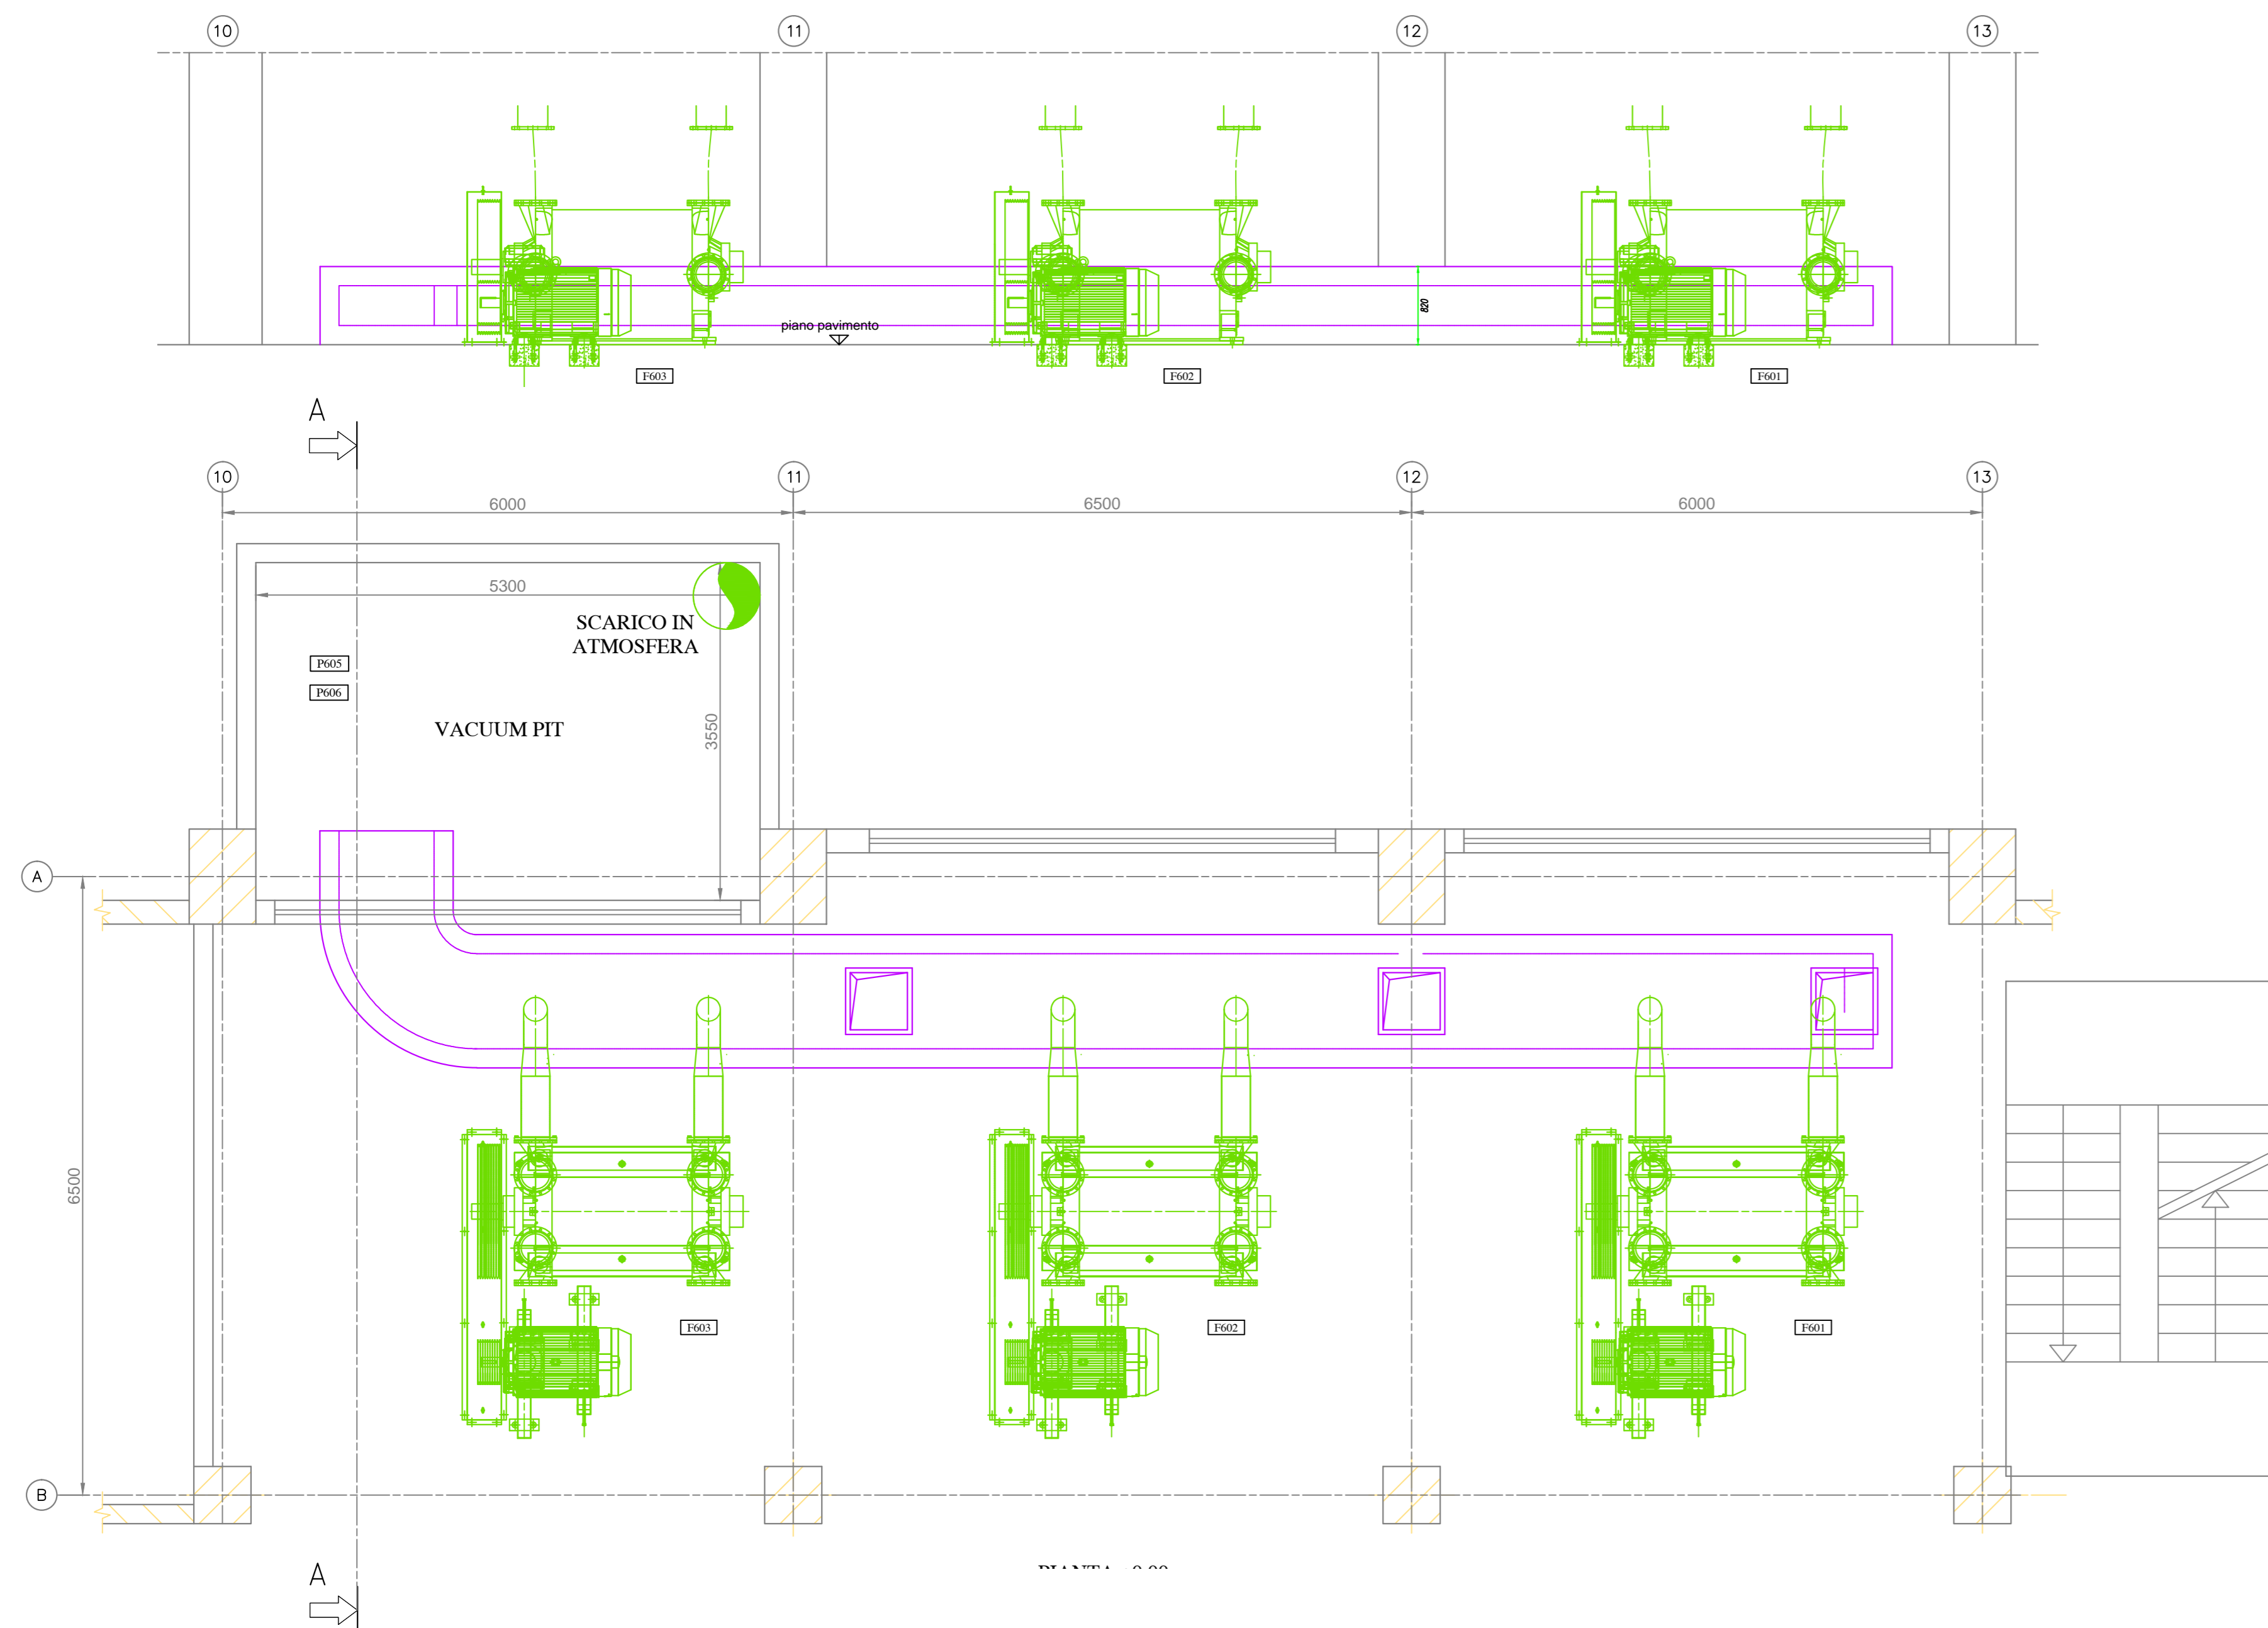 10 11 12 13
820
piano pavimento
F603 F602 F601
A
10 11 12 13
6000 6500 6000
5300
SCARICO IN
ATMOSFERA
P605
P606
VACUUM PIT
3550
A
6500
F603 F602 F601
B
A